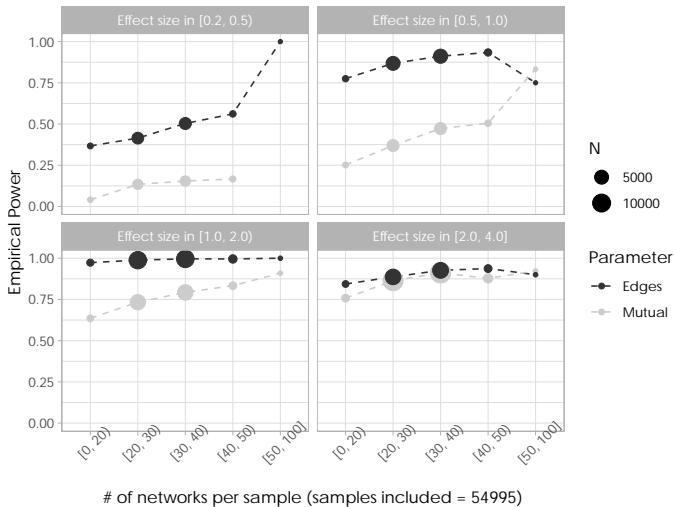 Effect size in [0.2, 0.5)
Effect size in [0.5, 1.0)
1.00
0.75
0.50
0.25
0.00
Effect size in [1.0, 2.0)
Effect size in [2.0, 4.0]
1.00
0.75
0.50
0.25
0.00
Empirical Power
[0, 20)
[20, 30)
[30, 40)
[40, 50)
[50, 100]
[0, 20)
[20, 30)
[30, 40)
[40, 50)
[50, 100]
# of networks per sample (samples included = 54995)
N
5000
10000
Parameter
Edges
Mutual